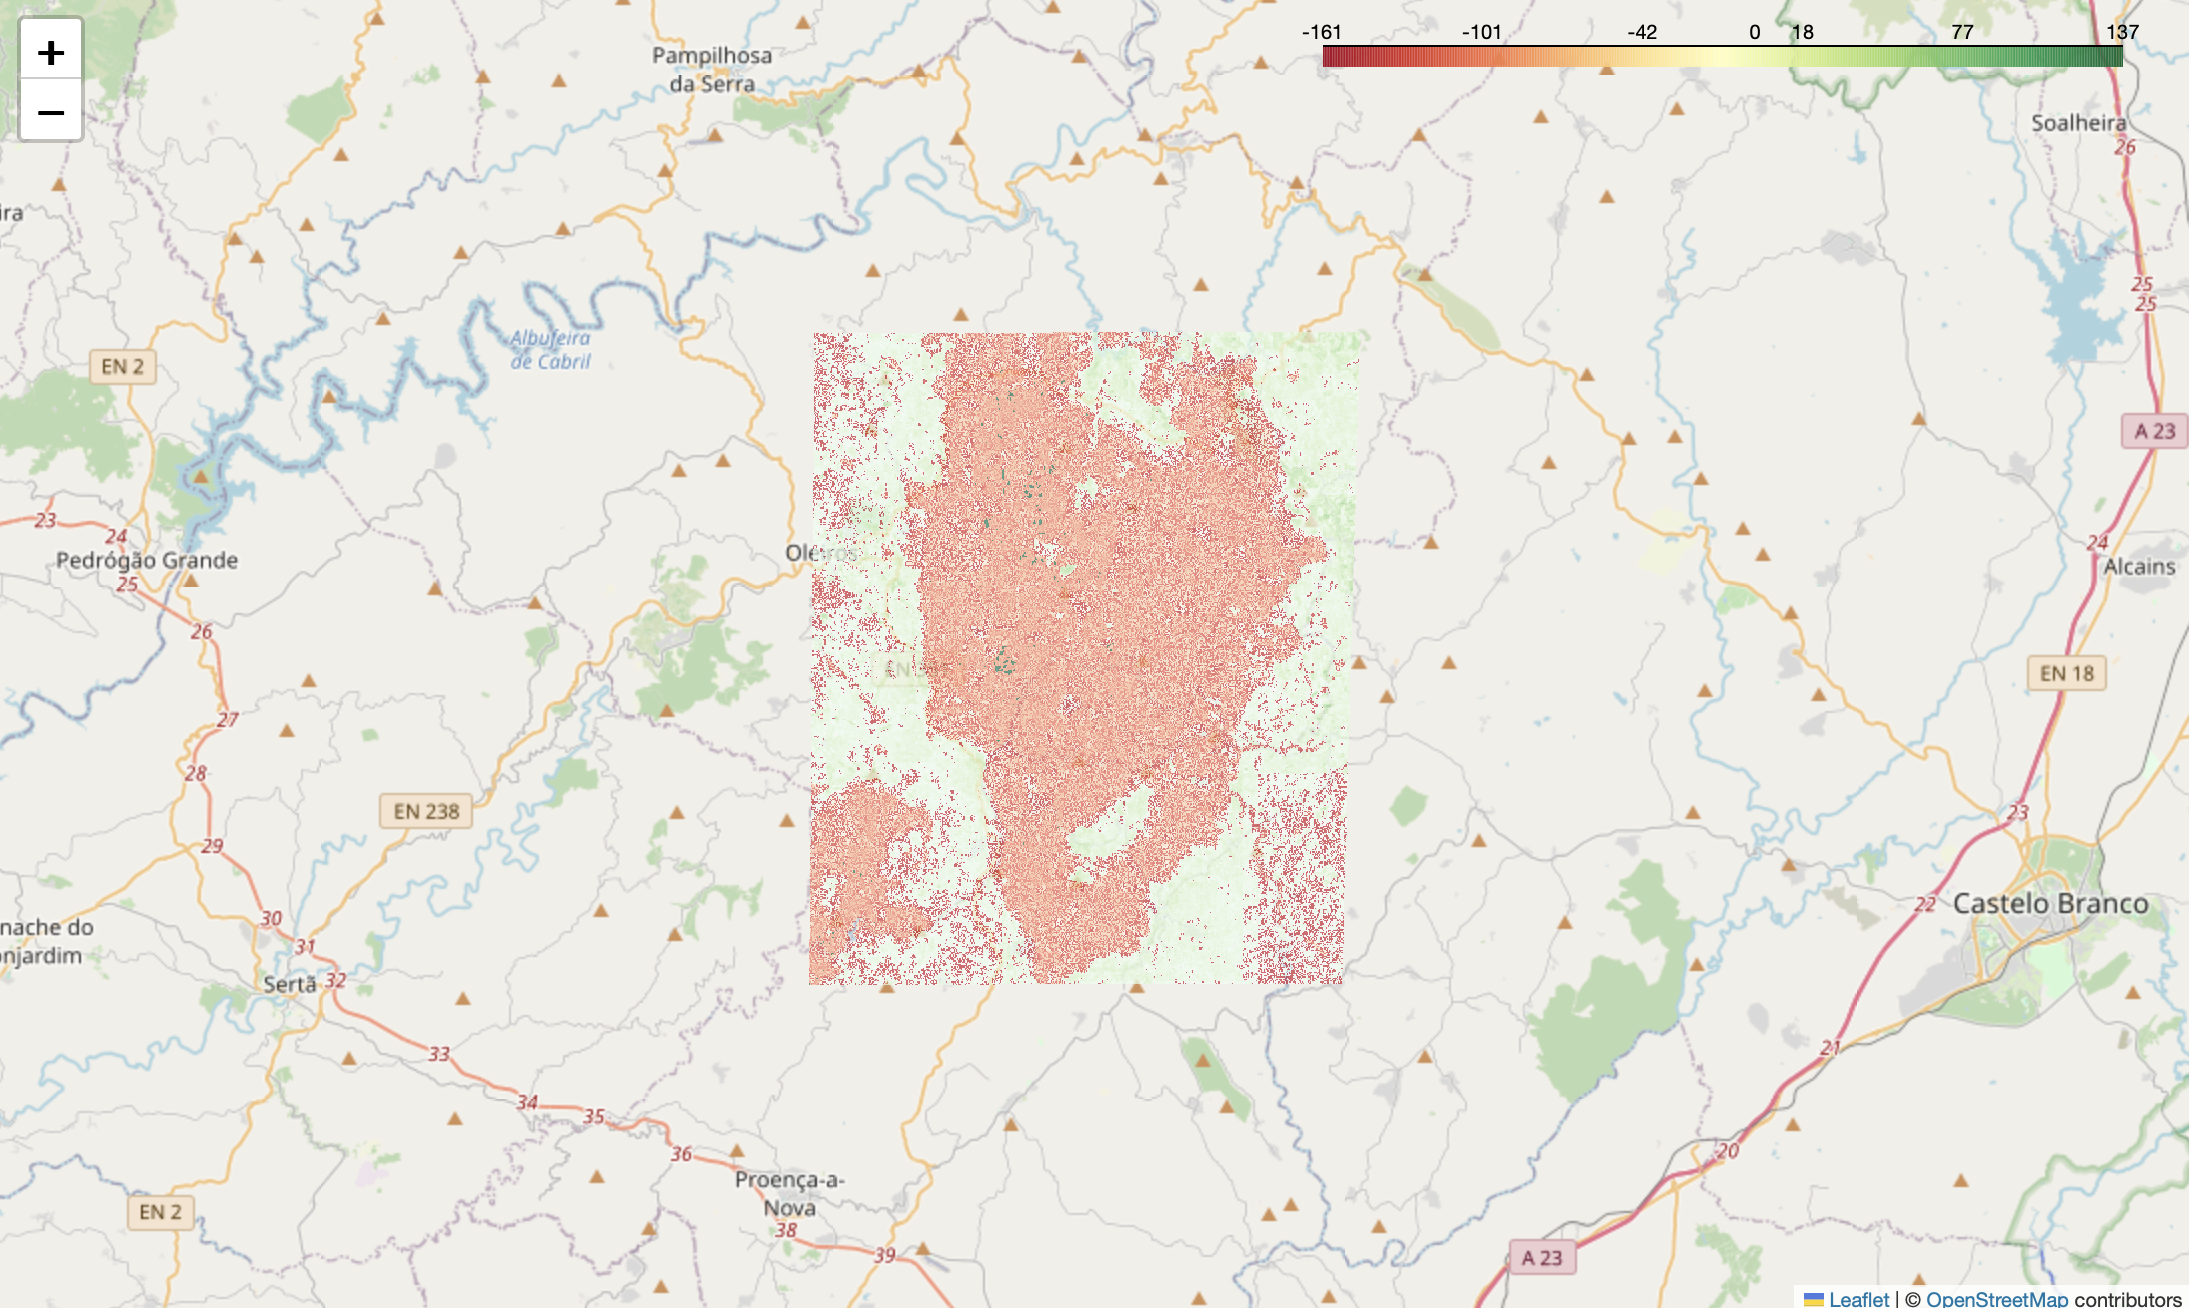 +
−
-161 -101 -42 0 18 77 137
Pampilhosa
da Serra
Soalheira
26
ira
25
25
Albufeira
de Cabril
EN 2
A 23
23
24
Pedrógão Grande
25
Oleiros
24
Alcains
26
EN
EN 18
27
28
EN 238
23
29
22
Castelo Branco
30
nache do
onjardim
31
Sertã
32
33
21
34
35
36
20
Proença-a-
Nova
EN 2
38
39
A 23
Leaflet | © OpenStreetMap contributors